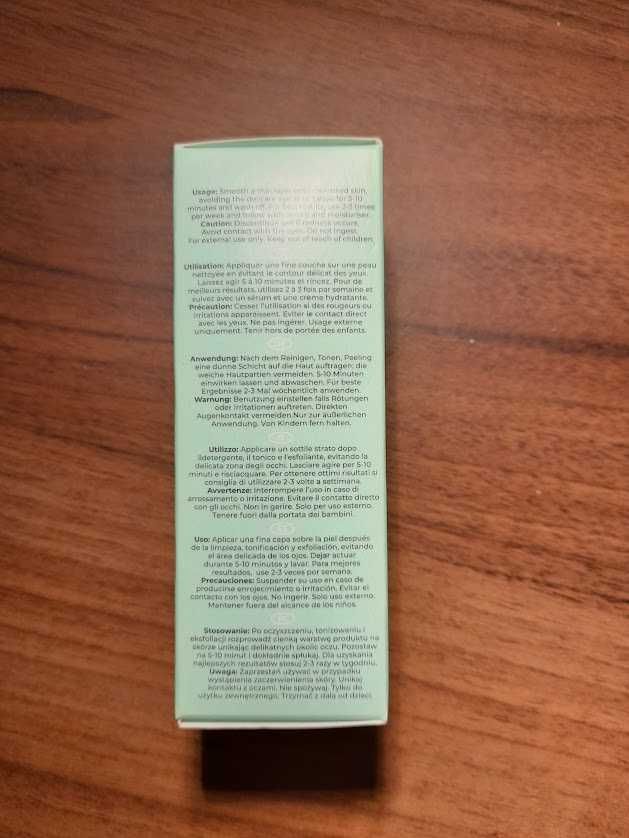 Usage: Smooth a thin layer skin,
avoiding the delicate eye Leave for 5-10
minutes and wash off. For best results, use 2-3 times
per week and follow with serum and moisturiser.
Caution: Discontinue use if redness occurs.
Avoid contact with the eyes. Do not ingest.
For external use only. Keep out of reach of children.
Utilisation: Appliquer une fine couche sur une peau
nettoyée en évitant le contour délicat des yeux.
Laissez agir 5 à 10 minutes et rincez. Pour de
meilleurs résultats, utilisez 2 à 3 fois par semaine et
suivez avec un sérum et une crème hydratante.
Précaution: Cessez l'utilisation si des rougeurs ou
irritations apparaissent. Eviter le contact direct
avec les yeux. Ne pas ingérer. Usage externe
uniquement. Tenir hors de portée des enfants.
Anwendung: Nach dem Reinigen, Tonen, Peeling
eine dünne Schicht auf die Haut auftragen; die
weiche Hautpartien vermeiden. 5-10 Minuten
einwirken lassen und abwaschen. Für beste
Ergebnisse 2-3 Mal wöchentlich anwenden.
Warnung: Benutzung einstellen falls Rötungen
oder Irritationen auftreten. Direkten
Augenkontakt vermeiden.Nur zur äußerlichen
Anwendung. Von Kindern fern halten.
Utilizzo: Applicare un sottile strato dopo
ildetergente, il tonico e l'esfoliante, evitando la
delicata zona degli occhi. Lasciare agire per 5-10
minuti e risciacquare. Per ottenere ottimi risultati si
consiglia di utilizzare 2-3 volte a settimana.
Avvertenze: Interrompere l'uso in caso di
arrossamento o irritazione. Evitare il contatto diretto
con gli occhi. Non in gerire. Solo per uso esterno.
Tenere fuori dalla portata dei bambini.
Uso: Aplicar una fina capa sobre la piel después
de la limpieza, tonificación y exfoliación, evitando
el área delicada de los ojos. Dejar actuar
durante 5-10 minutos y lavar. Para mejores
resultados, use 2-3 veces por semana.
Precauciones: Suspender su uso en caso de
producirse enrojecimiento o irritación. Evitar el
contacto con los ojos. No ingerir. Solo uso externo.
Mantener fuera del alcance de los niños.
Stosowanie: Po oczyszczeniu, tonizowaniu i
eksfoliacji rozprowadź cienką warstwę produktu na
skórze unikając delikatnych okolic oczu. Pozostaw
na 5-10 minut i dokładnie spłukaj. Dla uzyskania
najlepszych rezultatów stosuj 2-3 razy w tygodniu.
Uwaga: Zaprzestań używać w przypadku
wystąpienia zaczerwienienia skóry. Unikaj
kontaktu z oczami. Nie spożywaj. Tylko do
użytku zewnętrznego. Trzymać z dala od dzieci.